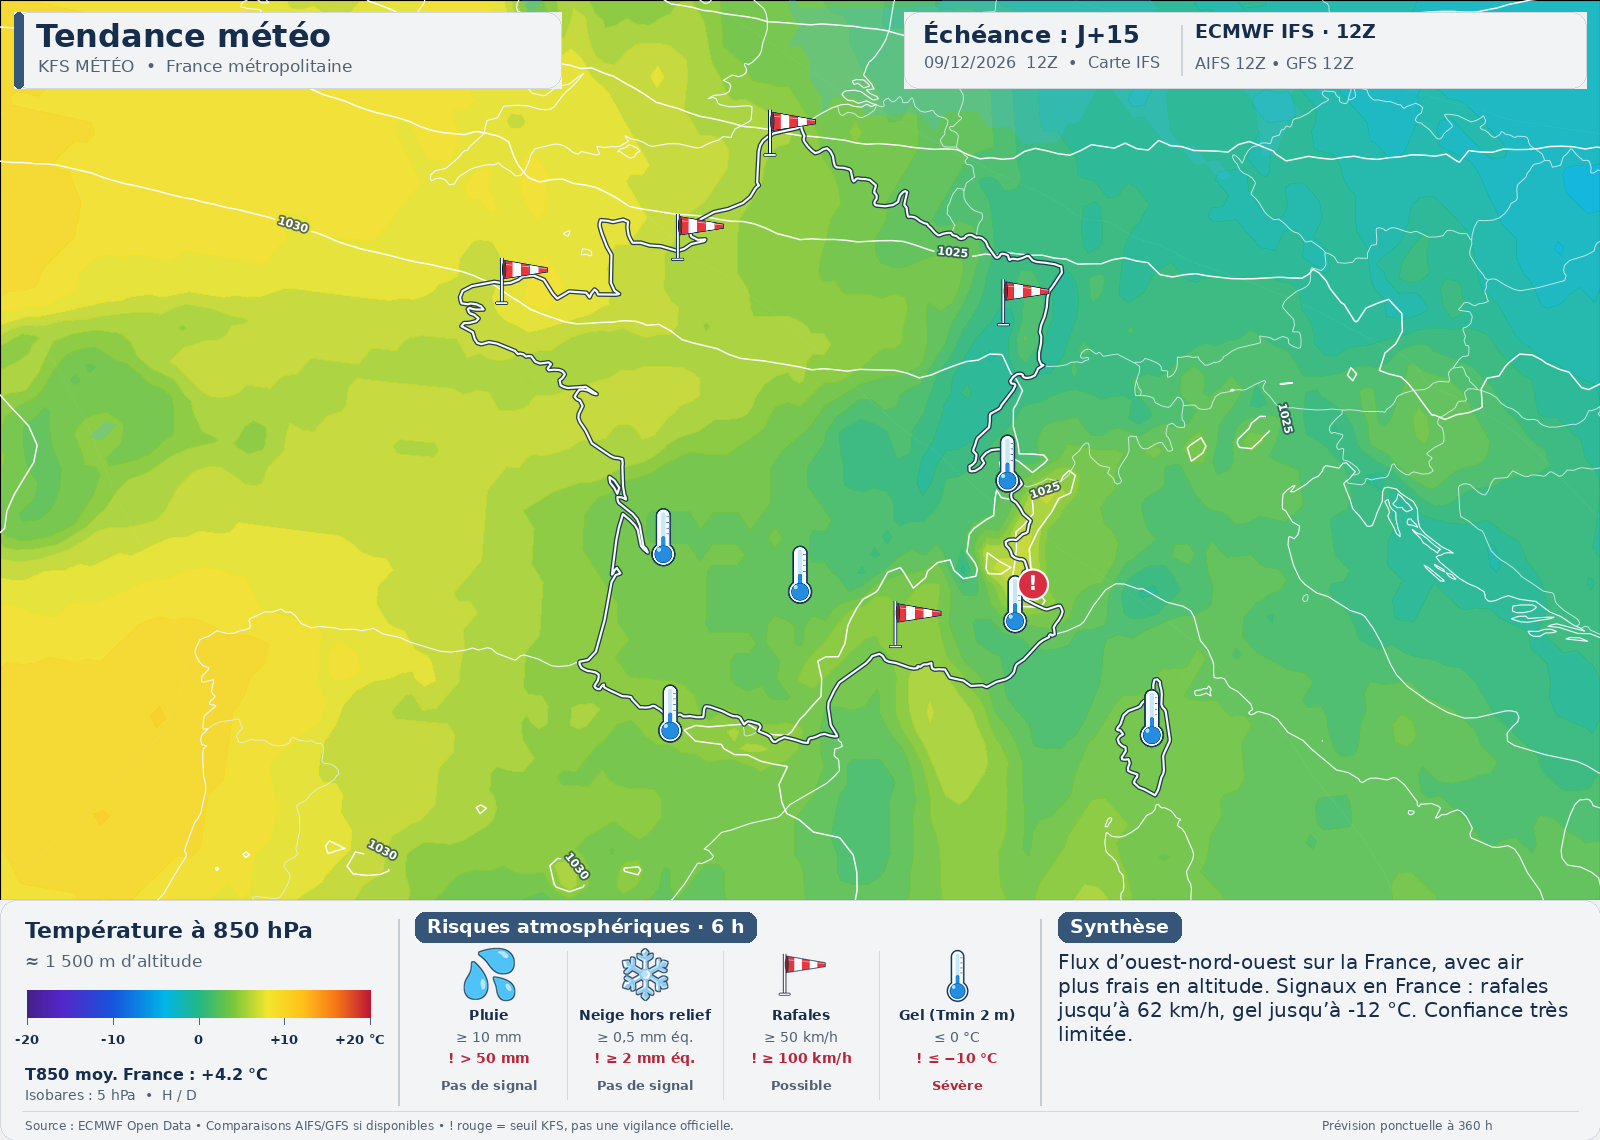 Tendance météo
KFS MÉTÉO • France métropolitaine
Échéance : J+15
09/12/2026 12Z • Carte IFS
ECMWF IFS · 12Z
AIFS 12Z • GFS 12Z
1030
1025
1025
1025
!
1030
1030
Température à 850 hPa
≈ 1 500 m d’altitude
-20 -10 0 +10 +20 °C
T850 moy. France : +4.2 °C
Isobares : 5 hPa • H / D
Risques atmosphériques · 6 h
Pluie
≥ 10 mm
! > 50 mm
Pas de signal
Neige hors relief
≥ 0,5 mm éq.
! ≥ 2 mm éq.
Pas de signal
Rafales
≥ 50 km/h
! ≥ 100 km/h
Possible
Gel (Tmin 2 m)
≤ 0 °C
! ≤ −10 °C
Sévère
Synthèse
Flux d’ouest-nord-ouest sur la France, avec air
plus frais en altitude. Signaux en France : rafales
jusqu’à 62 km/h, gel jusqu’à -12 °C. Confiance très
limitée.
Source : ECMWF Open Data • Comparaisons AIFS/GFS si disponibles • ! rouge = seuil KFS, pas une vigilance officielle.
Prévision ponctuelle à 360 h